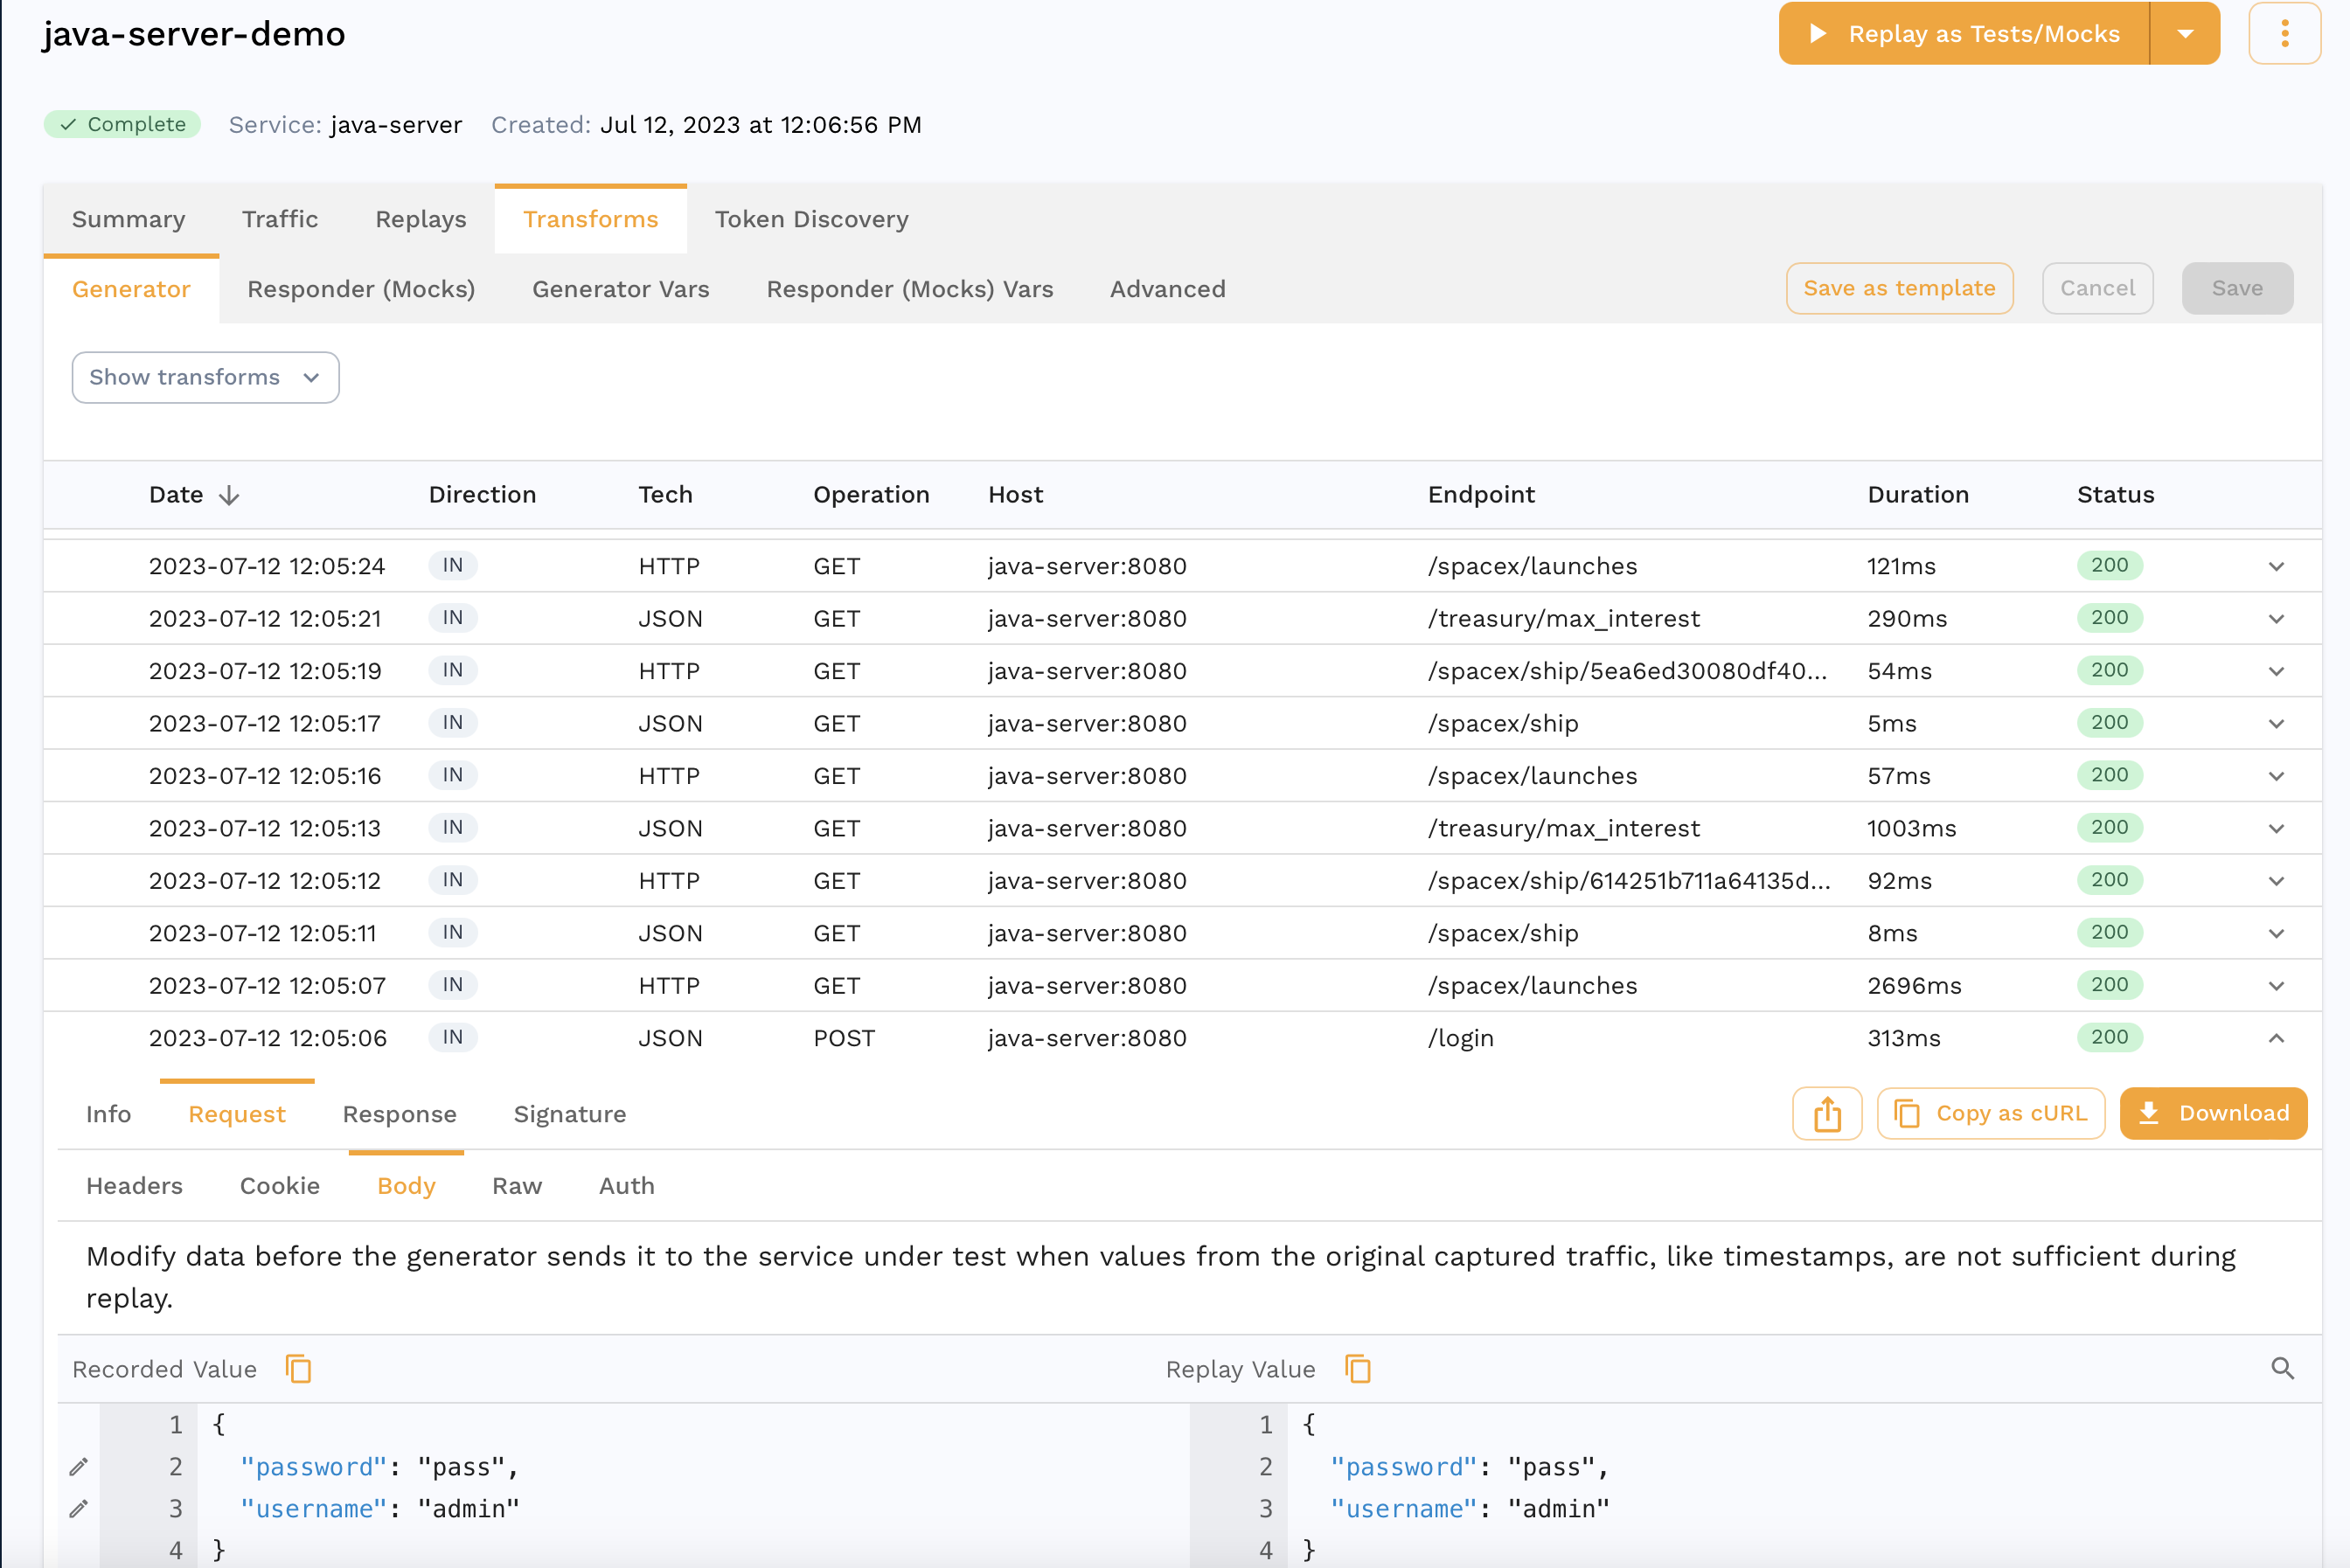 java-server-demo
Replay as Tests/Mocks
Complete Service: java-server Created: Jul 12, 2023 at 12:06:56 PM
Summary Traffic Replays Transforms Token Discovery
Generator Responder (Mocks) Generator Vars Responder (Mocks) Vars Advanced Save as template Cancel Save
Show transforms
Date Direction Tech Operation Host Endpoint Duration Status
2023-07-12 12:05:24 IN HTTP GET java-server:8080 /spacex/launches 121ms 200
2023-07-12 12:05:21 IN JSON GET java-server:8080 /treasury/max_interest 290ms 200
2023-07-12 12:05:19 IN HTTP GET java-server:8080 /spacex/ship/5ea6ed30080df40... 54ms 200
2023-07-12 12:05:17 IN JSON GET java-server:8080 /spacex/ship 5ms 200
2023-07-12 12:05:16 IN HTTP GET java-server:8080 /spacex/launches 57ms 200
2023-07-12 12:05:13 IN JSON GET java-server:8080 /treasury/max_interest 1003ms 200
2023-07-12 12:05:12 IN HTTP GET java-server:8080 /spacex/ship/614251b711a64135d... 92ms 200
2023-07-12 12:05:11 IN JSON GET java-server:8080 /spacex/ship 8ms 200
2023-07-12 12:05:07 IN HTTP GET java-server:8080 /spacex/launches 2696ms 200
2023-07-12 12:05:06 IN JSON POST java-server:8080 /login 313ms 200
Info Request Response Signature Copy as cURL Download
Headers Cookie Body Raw Auth
Modify data before the generator sends it to the service under test when values from the original captured traffic, like timestamps, are not sufficient during
replay.
Recorded Value Replay Value
1 { 1 {
2 "password": "pass", 2 "password": "pass",
3 "username": "admin" 3 "username": "admin"
4 } 4 }